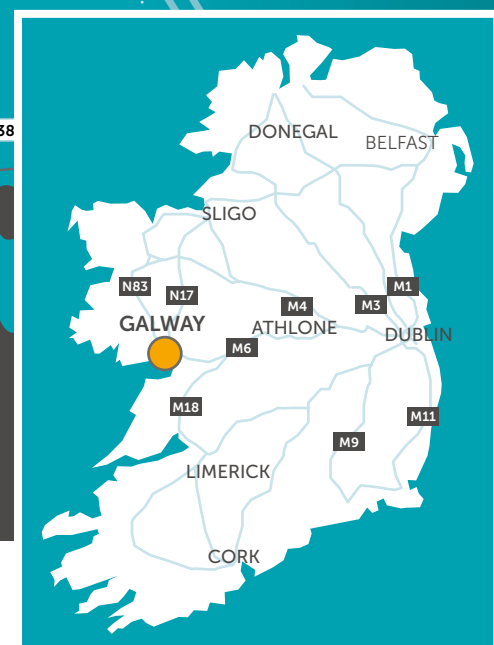 38
DONEGAL
BELFAST
SLIGO
N83
N17
M1
M3
M4
GALWAY
ATHLONE
DUBLIN
M6
M18
M11
M9
LIMERICK
CORK